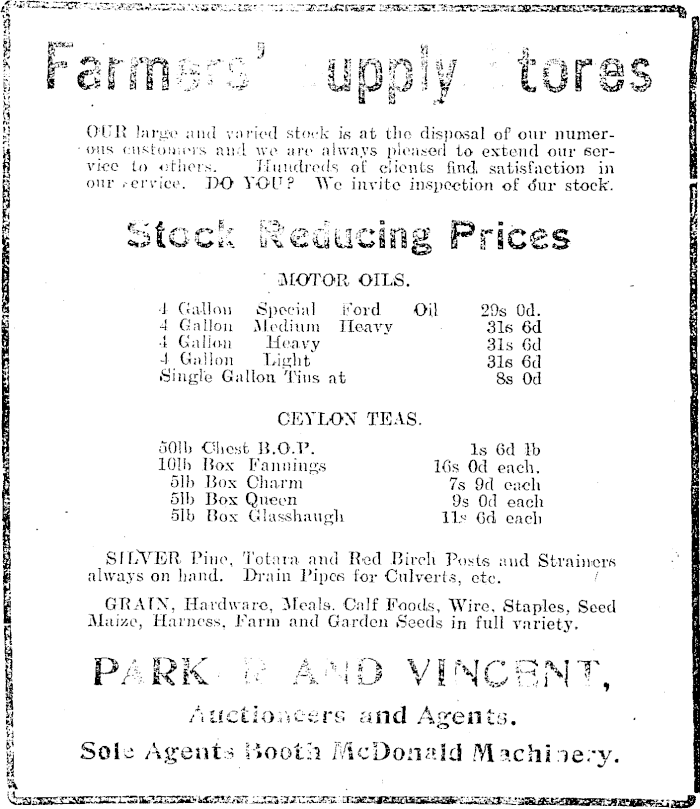 Farmers' Supply Stores
OUR large and varied stock is at the disposal of our numer-
ous customers and we are always pleased to extend our ser-
vice to others. Hundreds of clients find satisfaction in
our service. DO YOU? We invite inspection of our stock.
Stock Reducing Prices
MOTOR OILS.
4 Gallon Special Ford Oil 29s 0d.
4 Gallon Medium Heavy 31s 6d
4 Gallon Heavy 31s 6d
4 Gallon Light 31s 6d
Single Gallon Tins at 8s 0d
CEYLON TEAS.
50lb Chest B.O.P. 1s 6d lb
10lb Box Fannings 16s 0d each.
5lb Box Charm 7s 9d each
5lb Box Queen 9s 0d each
5lb Box Glasshaugh 11s 6d each
SILVER Pine, Totara and Red Birch Posts and Strainers
always on hand. Drain Pipes for Culverts, etc.
GRAIN, Hardware, Meals, Calf Foods, Wire, Staples, Seed
Maize, Harness, Farm and Garden Seeds in full variety.
PARKER AND VINCENT,
Auctioneers and Agents.
Sole Agents Booth McDonald Machinery.